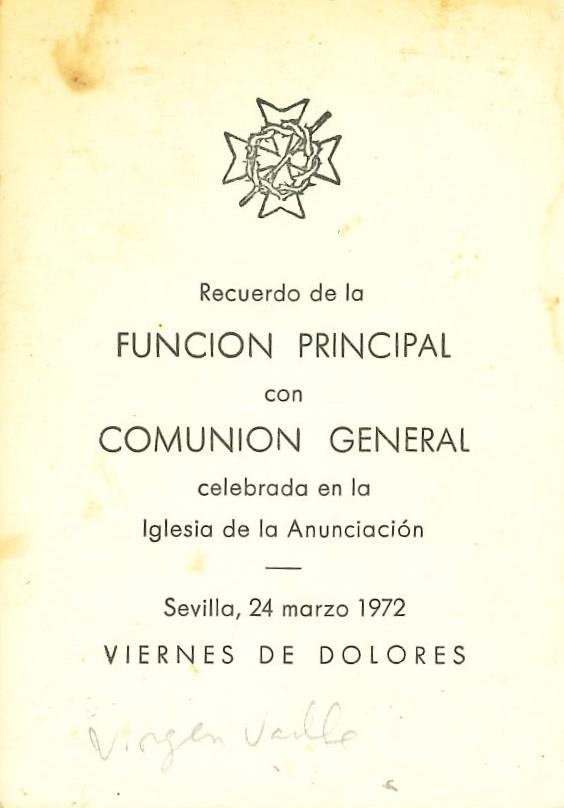 Recuerdo de la
FUNCION PRINCIPAL
con
COMUNION GENERAL
celebrada en la
Iglesia de la Anunciación
Sevilla, 24 marzo 1972
VIERNES DE DOLORES
Virgen Valle